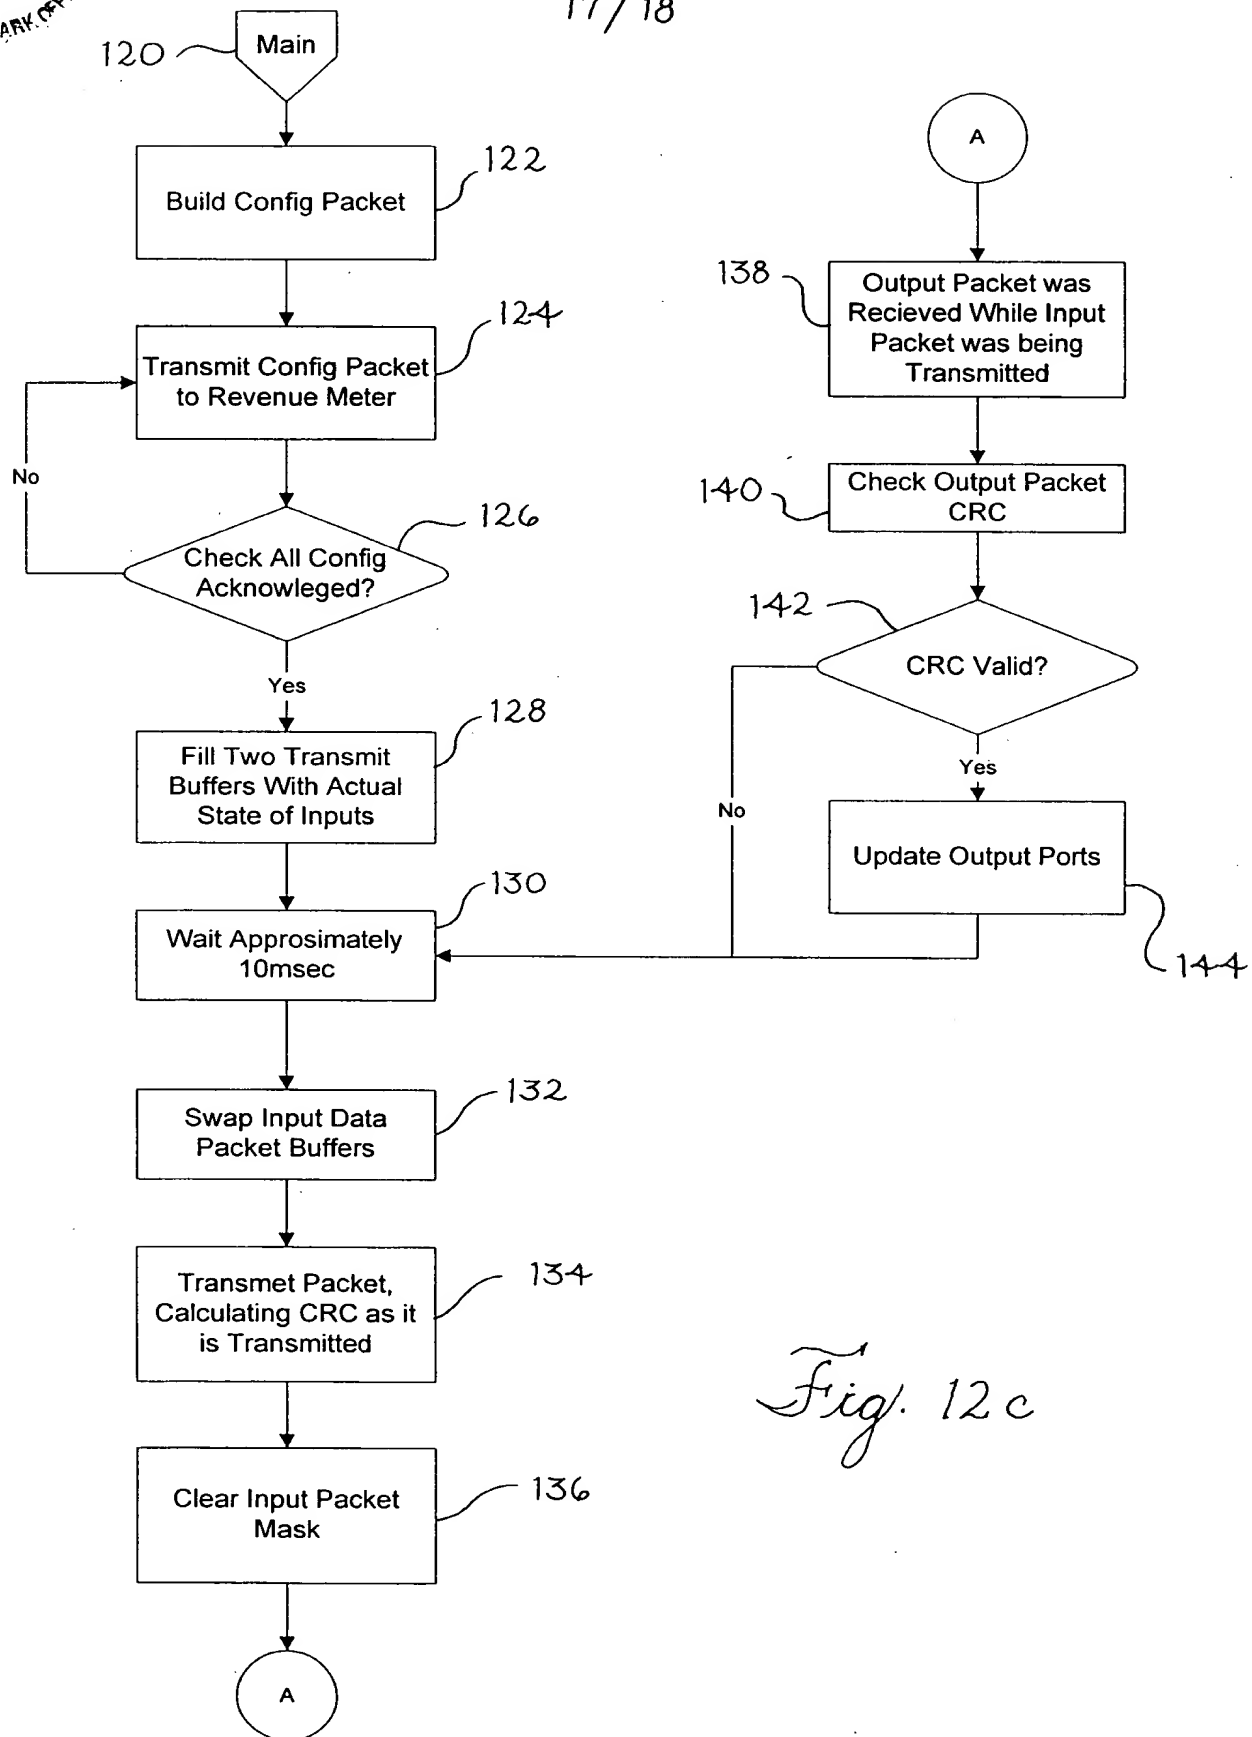 17/18
120
Main
122
Build Config Packet
124
Transmit Config Packet
to Revenue Meter
No
126
Check All Config
Acknowleged?
Yes
128
Fill Two Transmit
Buffers With Actual
State of Inputs
130
Wait Approsimately
10msec
132
Swap Input Data
Packet Buffers
134
Transmet Packet,
Calculating CRC as it
is Transmitted
136
Clear Input Packet
Mask
A
A
138
Output Packet was
Recieved While Input
Packet was being
Transmitted
140
Check Output Packet
CRC
142
CRC Valid?
Yes
No
Update Output Ports
144
Fig. 12c